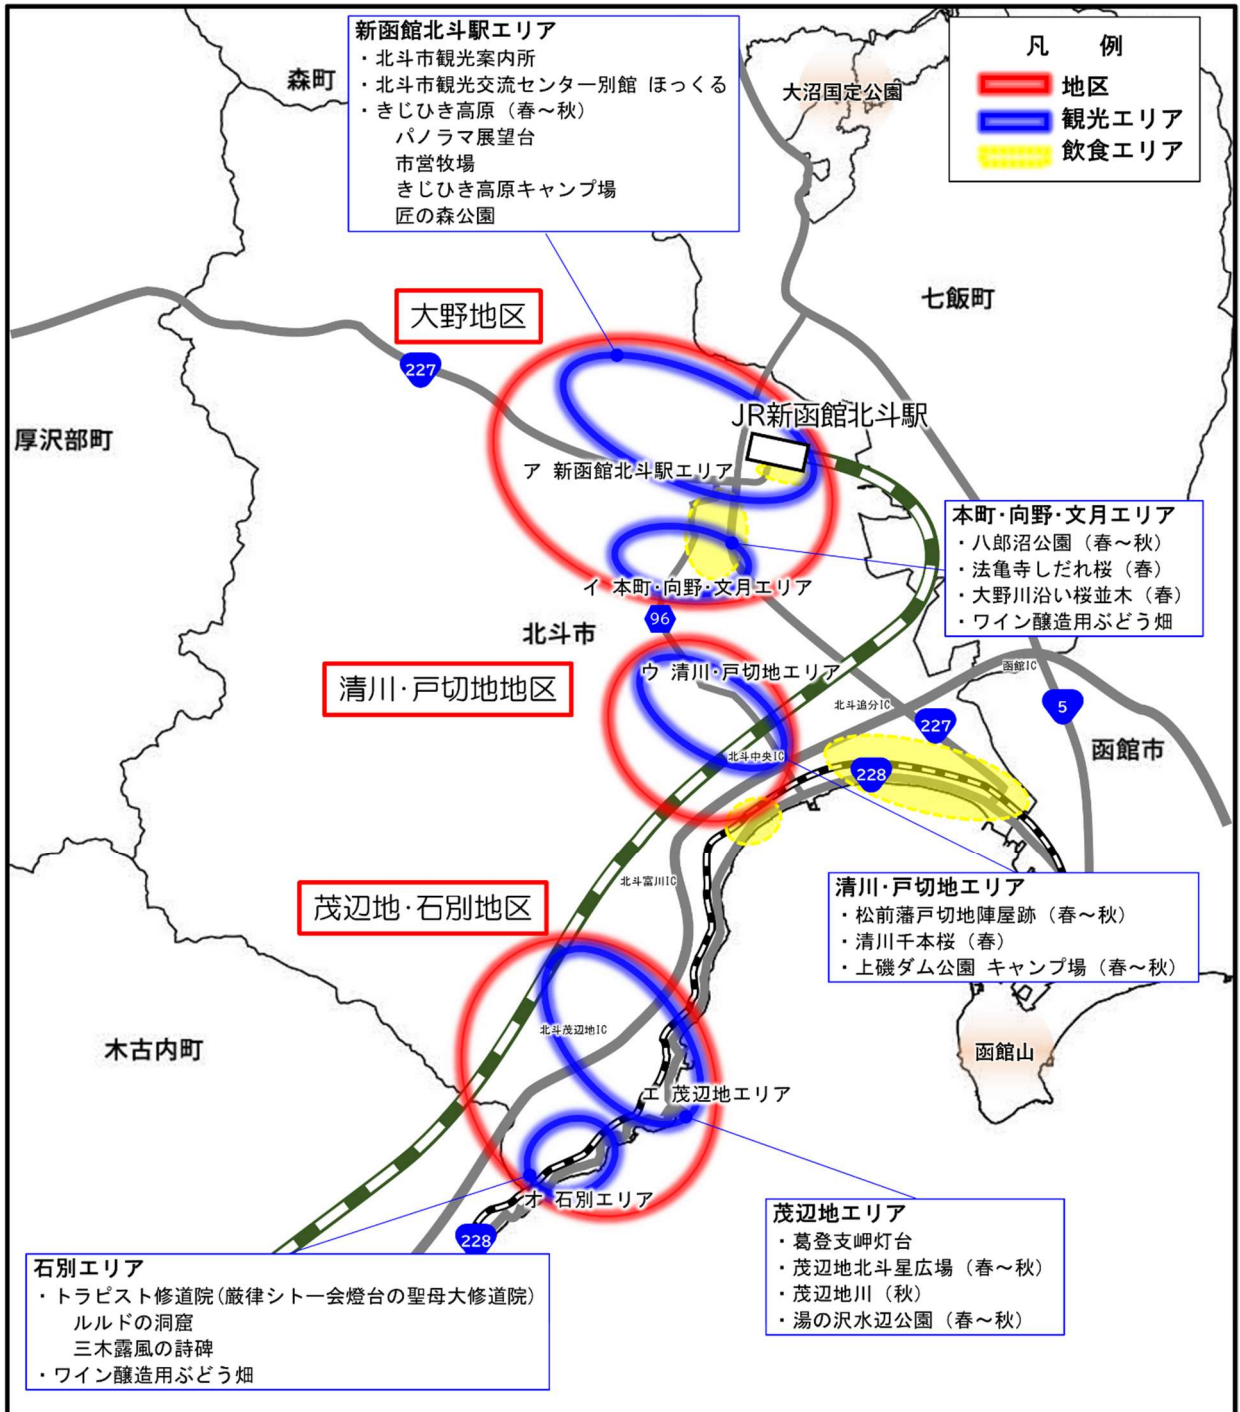 新函館北斗駅エリア
・北斗市観光案内所
・北斗市観光交流センター別館 ほっくる
・きじひき高原（春～秋）
パノラマ展望台
市営牧場
きじひき高原キャンプ場
匠の森公園
凡 例
地区
観光エリア
飲食エリア
森町
大沼国定公園
七飯町
大野地区
227
厚沢部町
JR新函館北斗駅
ア 新函館北斗駅エリア
本町・向野・文月エリア
・八郎沼公園（春～秋）
・法亀寺しだれ桜（春）
・大野川沿い桜並木（春）
・ワイン醸造用ぶどう畑
イ 本町・向野・文月エリア
96
北斗市
清川・戸切地地区
ウ 清川・戸切地エリア
函館IC
北斗追分IC
5
227
函館市
北斗中央IC
228
清川・戸切地エリア
・松前藩戸切地陣屋跡（春～秋）
・清川千本桜（春）
・上磯ダム公園 キャンプ場（春～秋）
北斗富川IC
茂辺地・石別地区
北斗茂辺地IC
木古内町
函館山
エ 茂辺地エリア
オ 石別エリア
228
茂辺地エリア
・葛登支岬灯台
・茂辺地北斗星広場（春～秋）
・茂辺地川（秋）
・湯の沢水辺公園（春～秋）
石別エリア
・トラピスト修道院(厳律シトー会燈台の聖母大修道院)
ルルドの洞窟
三木露風の詩碑
・ワイン醸造用ぶどう畑